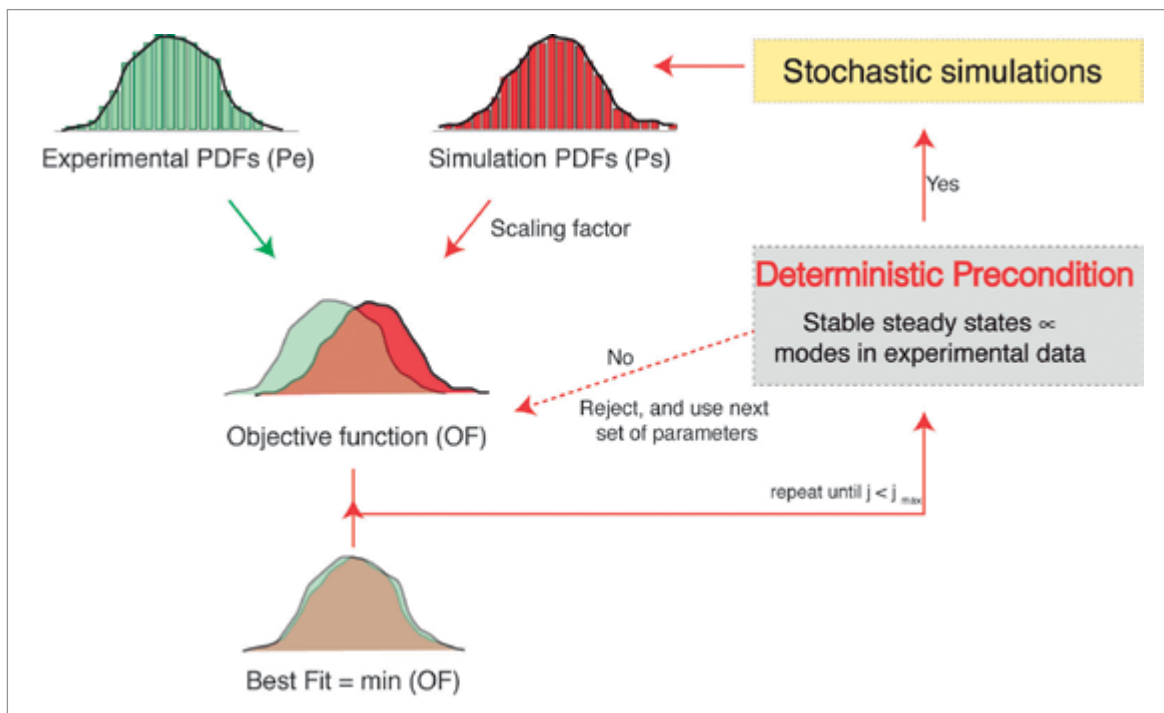 Stochastic simulations
Experimental PDFs (Pe)
Simulation PDFs (Ps)
Yes
Scaling factor
Deterministic Precondition
Stable steady states ∝
modes in experimental data
No
Reject, and use next
set of parameters
Objective function (OF)
repeat until j < j max
Best Fit = min (OF)